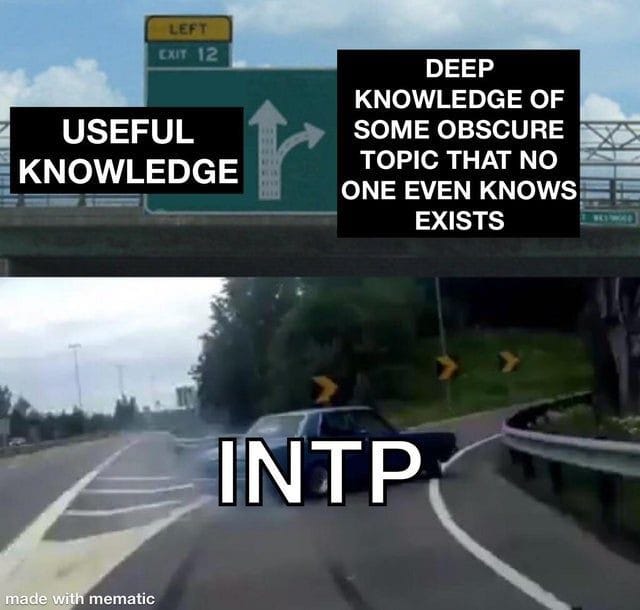 LEFT
EXIT 12
USEFUL
KNOWLEDGE
DEEP
KNOWLEDGE OF
SOME OBSCURE
TOPIC THAT NO
ONE EVEN KNOWS
EXISTS
INTP
made with mematic